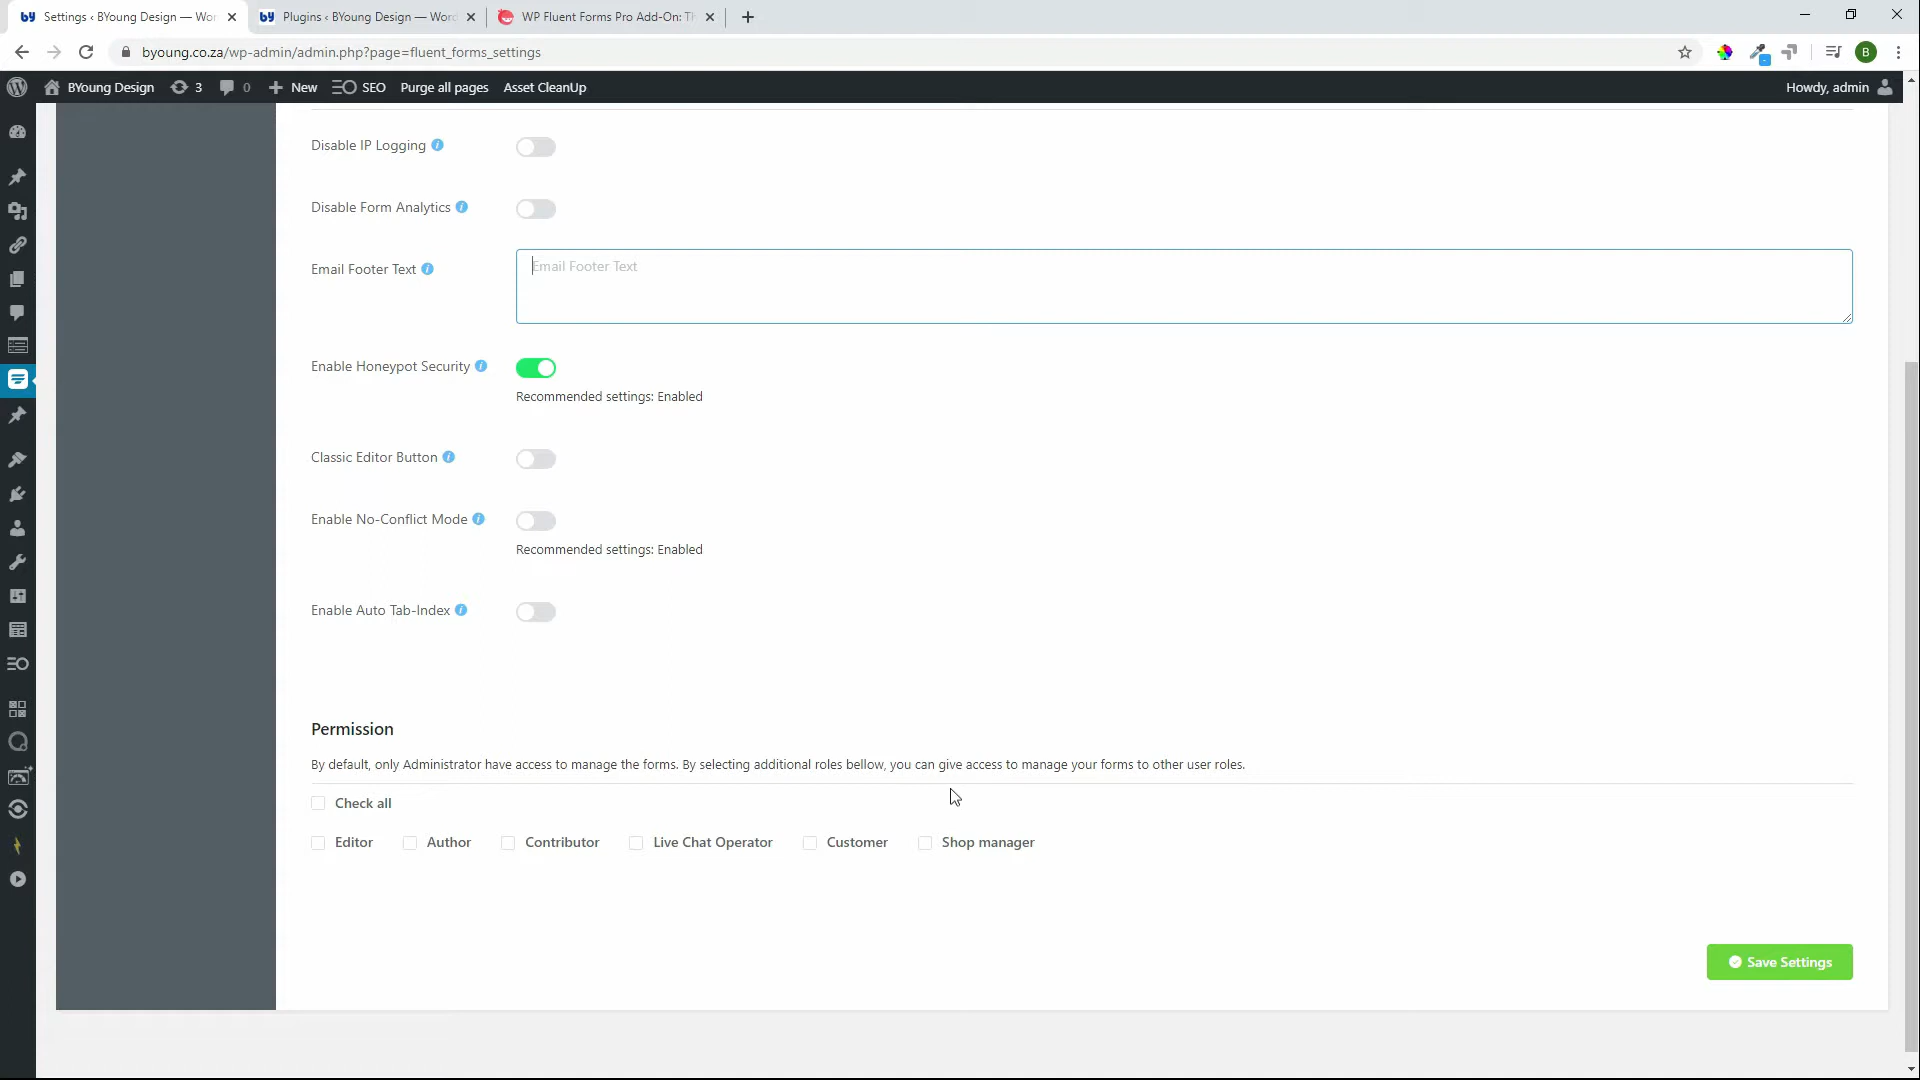 by Settings ‹ BYoung Design — Wor
by Plugins ‹ BYoung Design — Word
WP Fluent Forms Pro Add-On: Th
byoung.co.za/wp-admin/admin.php?page=fluent_forms_settings
B
BYoung Design 3 0 New SEO Purge all pages Asset CleanUp Howdy, admin
Disable IP Logging
Disable Form Analytics
Email Footer Text
Email Footer Text
Enable Honeypot Security
Recommended settings: Enabled
Classic Editor Button
Enable No-Conflict Mode
Recommended settings: Enabled
Enable Auto Tab-Index
Permission
By default, only Administrator have access to manage the forms. By selecting additional roles bellow, you can give access to manage your forms to other user roles.
Check all
Editor Author Contributor Live Chat Operator Customer Shop manager
Save Settings